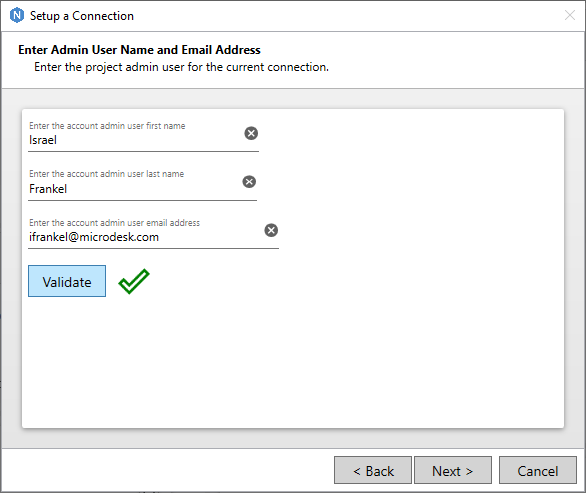 Setup a Connection
Enter Admin User Name and Email Address
Enter the project admin user for the current connection.
Enter the account admin user first name
Israel
Enter the account admin user last name
Frankel
Enter the account admin user email address
ifrankel@microdesk.com
Validate
< Back
Next >
Cancel